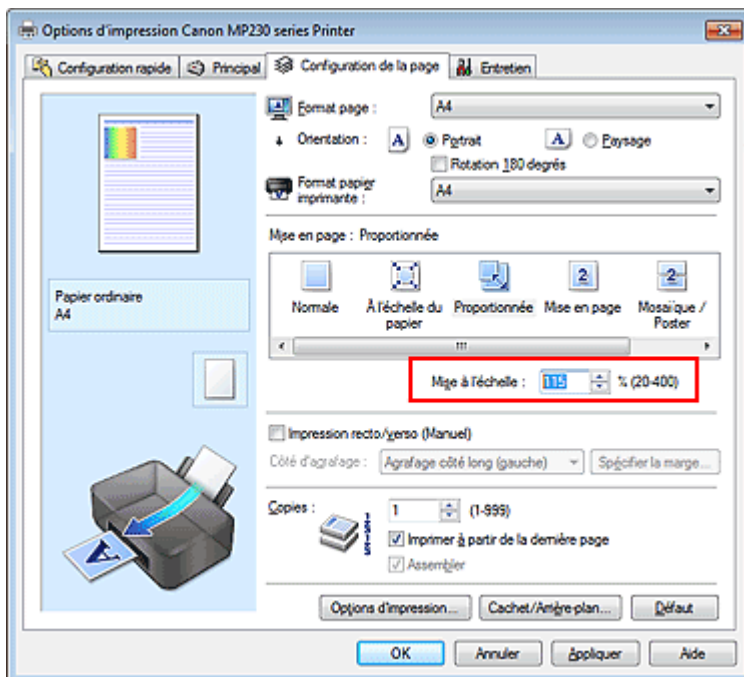 Options d'impression Canon MP230 series Printer
Configuration rapide Principal Configuration de la page Entretien
Format page : A4
Orientation : A Portrait A Paysage
Rotation 180 degrés
Format papier imprimante : A4
Mise en page : Proportionnée
Normale À l'échelle du papier Proportionnée Mise en page Mosaïque / Poster
Papier ordinaire
A4
Mise à l'échelle : 115 % (20-400)
Impression recto/verso (Manuel)
Côté d'agrafage : Agrafage côté long (gauche) Spécifier la marge...
Copies : 1 (1-999)
Imprimer à partir de la dernière page
Assembler
Options d'impression... Cachet/Arrière-plan... Défaut
OK Annuler Appliquer Aide